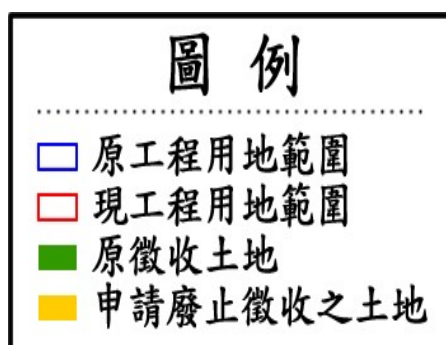 圖 例
原工程用地範圍
現工程用地範圍
原徵收土地
申請廢止徵收之土地